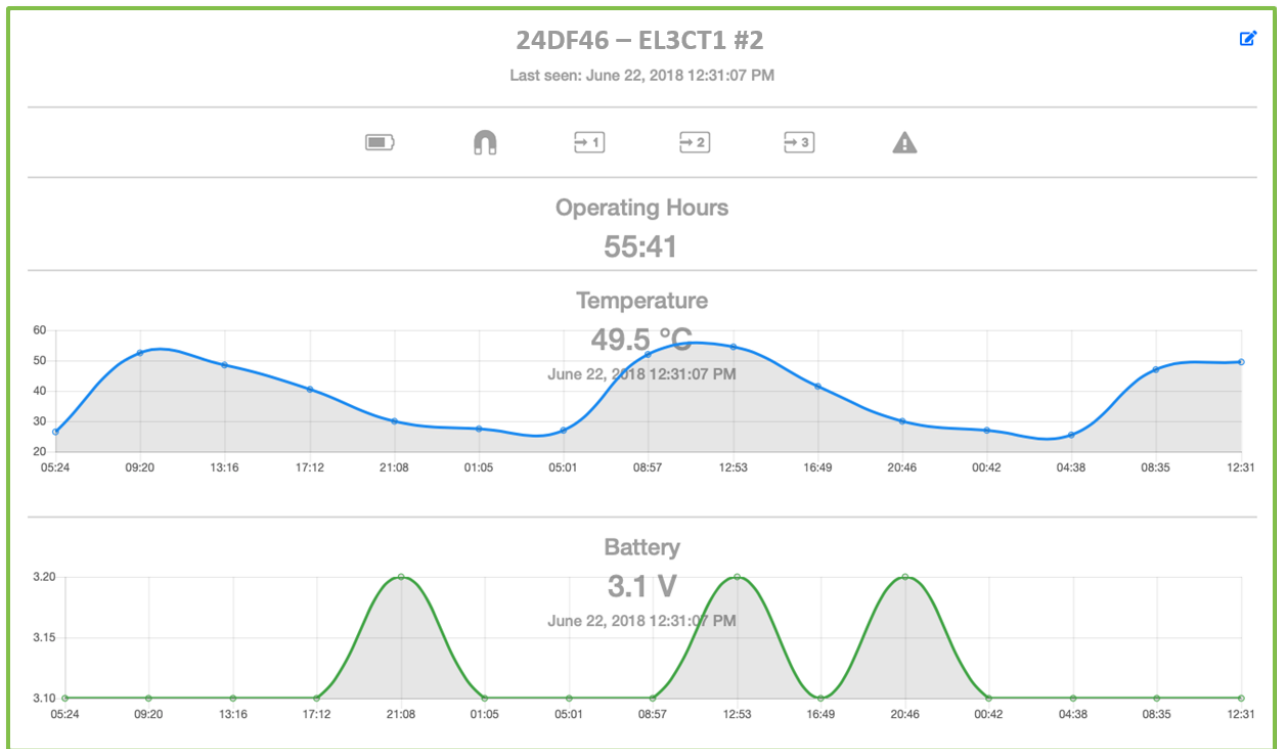 24DF46 – EL3CT1 #2
Last seen: June 22, 2018 12:31:07 PM
1 2 3
Operating Hours
55:41
Temperature
49.5 °C
June 22, 2018 12:31:07 PM
60
50
40
30
20
05:24 09:20 13:16 17:12 21:08 01:05 05:01 08:57 12:53 16:49 20:46 00:42 04:38 08:35 12:31
Battery
3.1 V
June 22, 2018 12:31:07 PM
3.20
3.15
3.10
05:24 09:20 13:16 17:12 21:08 01:05 05:01 08:57 12:53 16:49 20:46 00:42 04:38 08:35 12:31